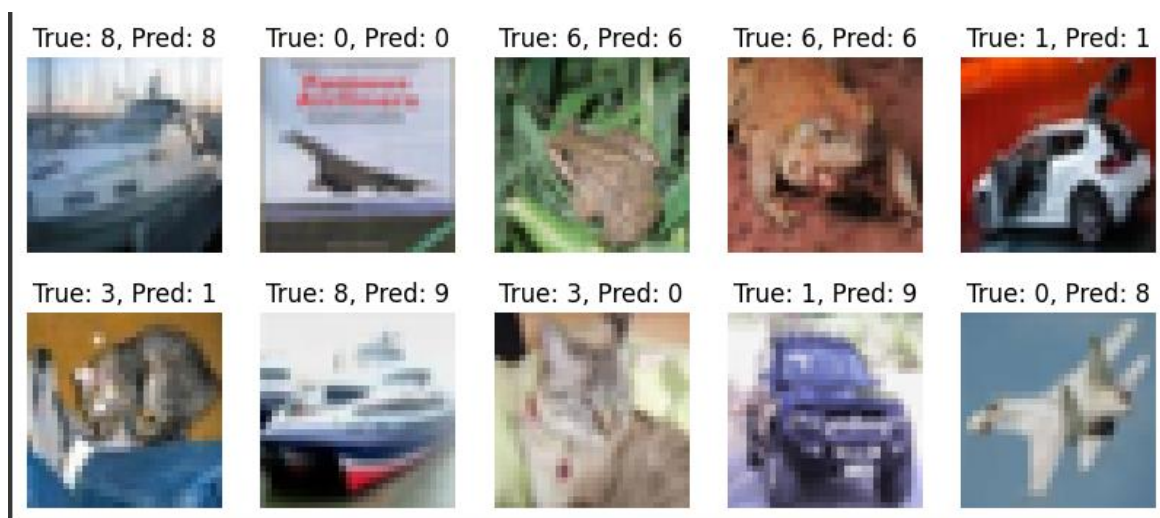 True: 8, Pred: 8
True: 0, Pred: 0
True: 6, Pred: 6
True: 6, Pred: 6
True: 1, Pred: 1
True: 3, Pred: 1
True: 8, Pred: 9
True: 3, Pred: 0
True: 1, Pred: 9
True: 0, Pred: 8